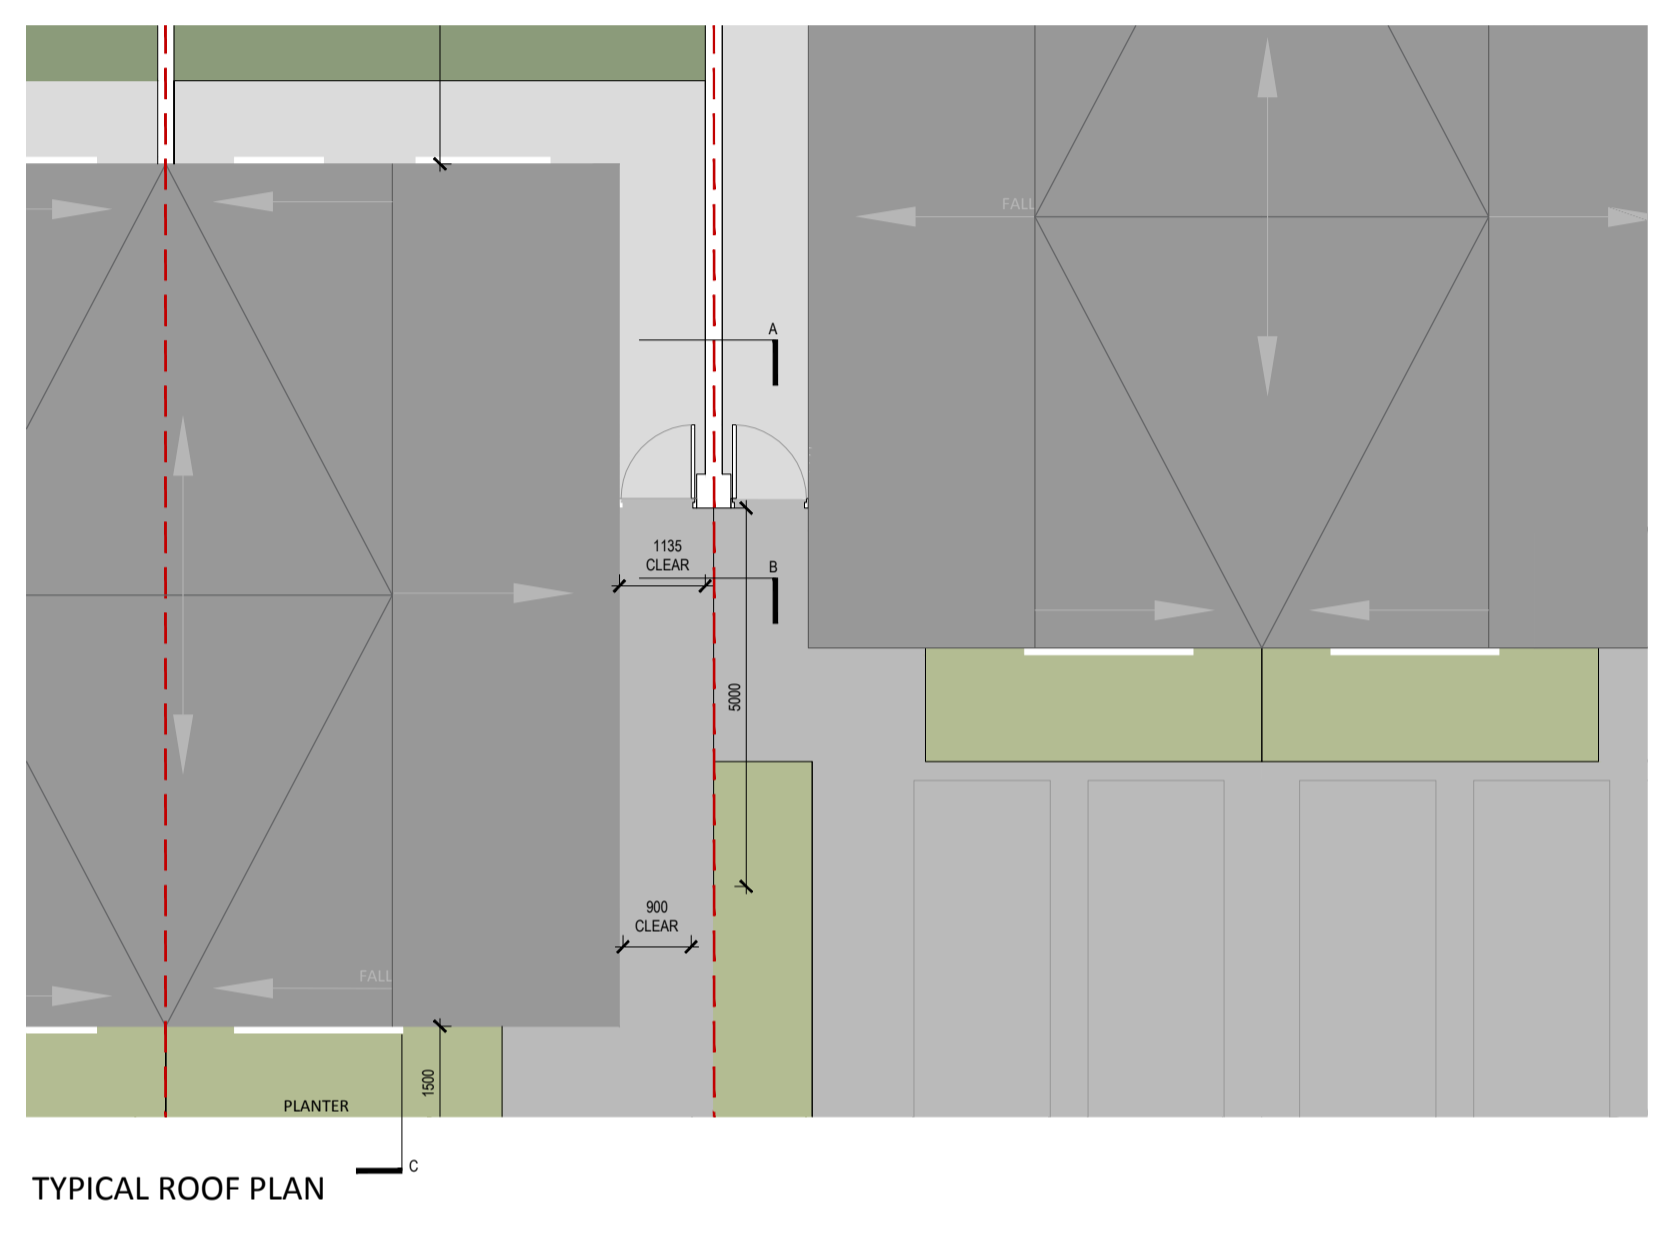 FALL
A
1135
CLEAR
B
5000
900
CLEAR
FALL
1500
PLANTER
C
TYPICAL ROOF PLAN